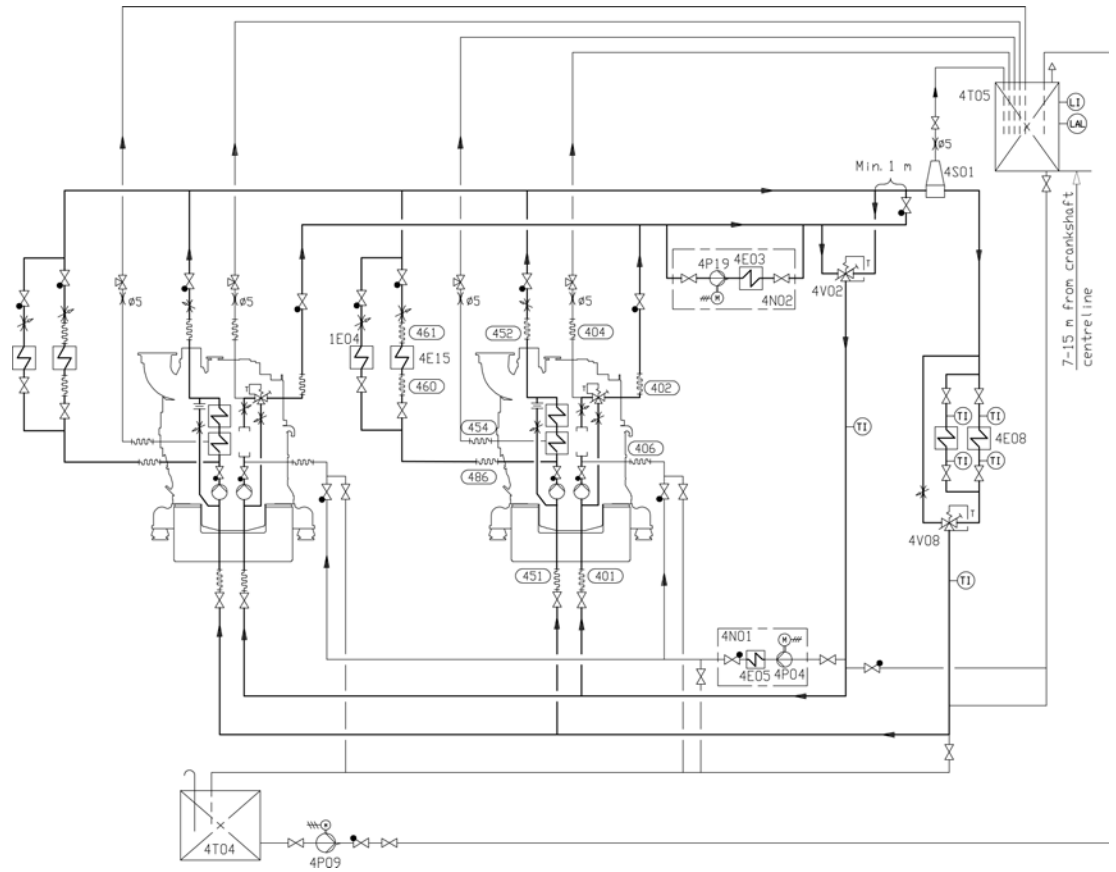 4T05
LI
LAL
ø5
4S01
Min. 1 m
7-15 m from crankshaft
centreline
4P19
4E03
M
4N02
T
4V02
ø5
ø5
ø5
ø5
1E04
461
4E15
460
452
404
402
T
T
454
486
406
TI
TI
TI
4E08
TI
TI
T
4V08
TI
451
401
4N01
M
4E05
4P04
4T04
M
4P09